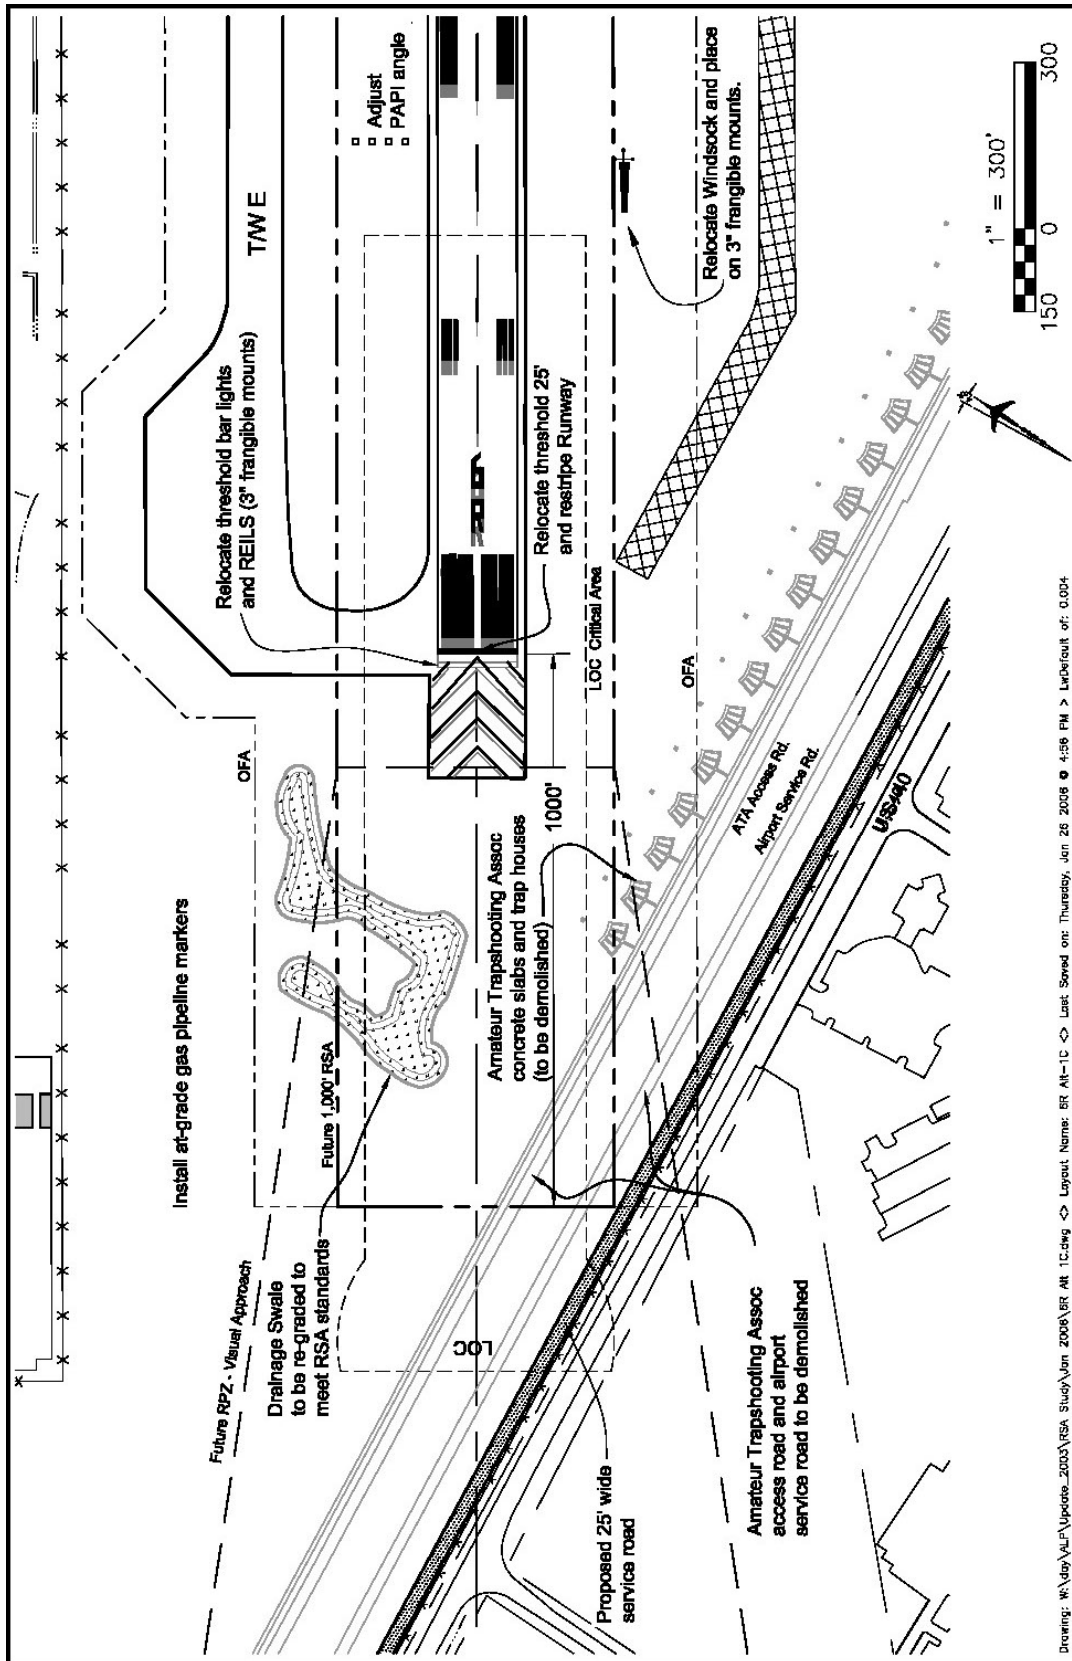 Install at-grade gas pipeline markers
OFA
T/W E
Relocate threshold bar lights
and REILS (3" frangible mounts)
Adjust
PAPI angle
Future RPZ - Visual Approach
Drainage Swale
to be re-graded to
meet RSA standards
Future 1,000' RSA
LOC
Amateur Trapshooting Assoc
concrete slabs and trap houses
(to be demolished)
1000'
Relocate threshold 25'
and restripe Runway
LOC Critical Area
OFA
Relocate Windsock and place
on 3" frangible mounts.
Proposed 25' wide
service road
Amateur Trapshooting Assoc
access road and airport
service road to be demolished
ATA Access Rd.
Airport Service Rd.
1" = 300'
150 0 300
Drawing: W:\day\ALP\Update_2003\RSA Study\Jan 2006\6R Alt 1C.dwg <> Layout Name: 6R Alt-1C <> Last Saved on: Thursday, Jan 26 2006 @ 4:56 PM > LwDefault of: 0.004